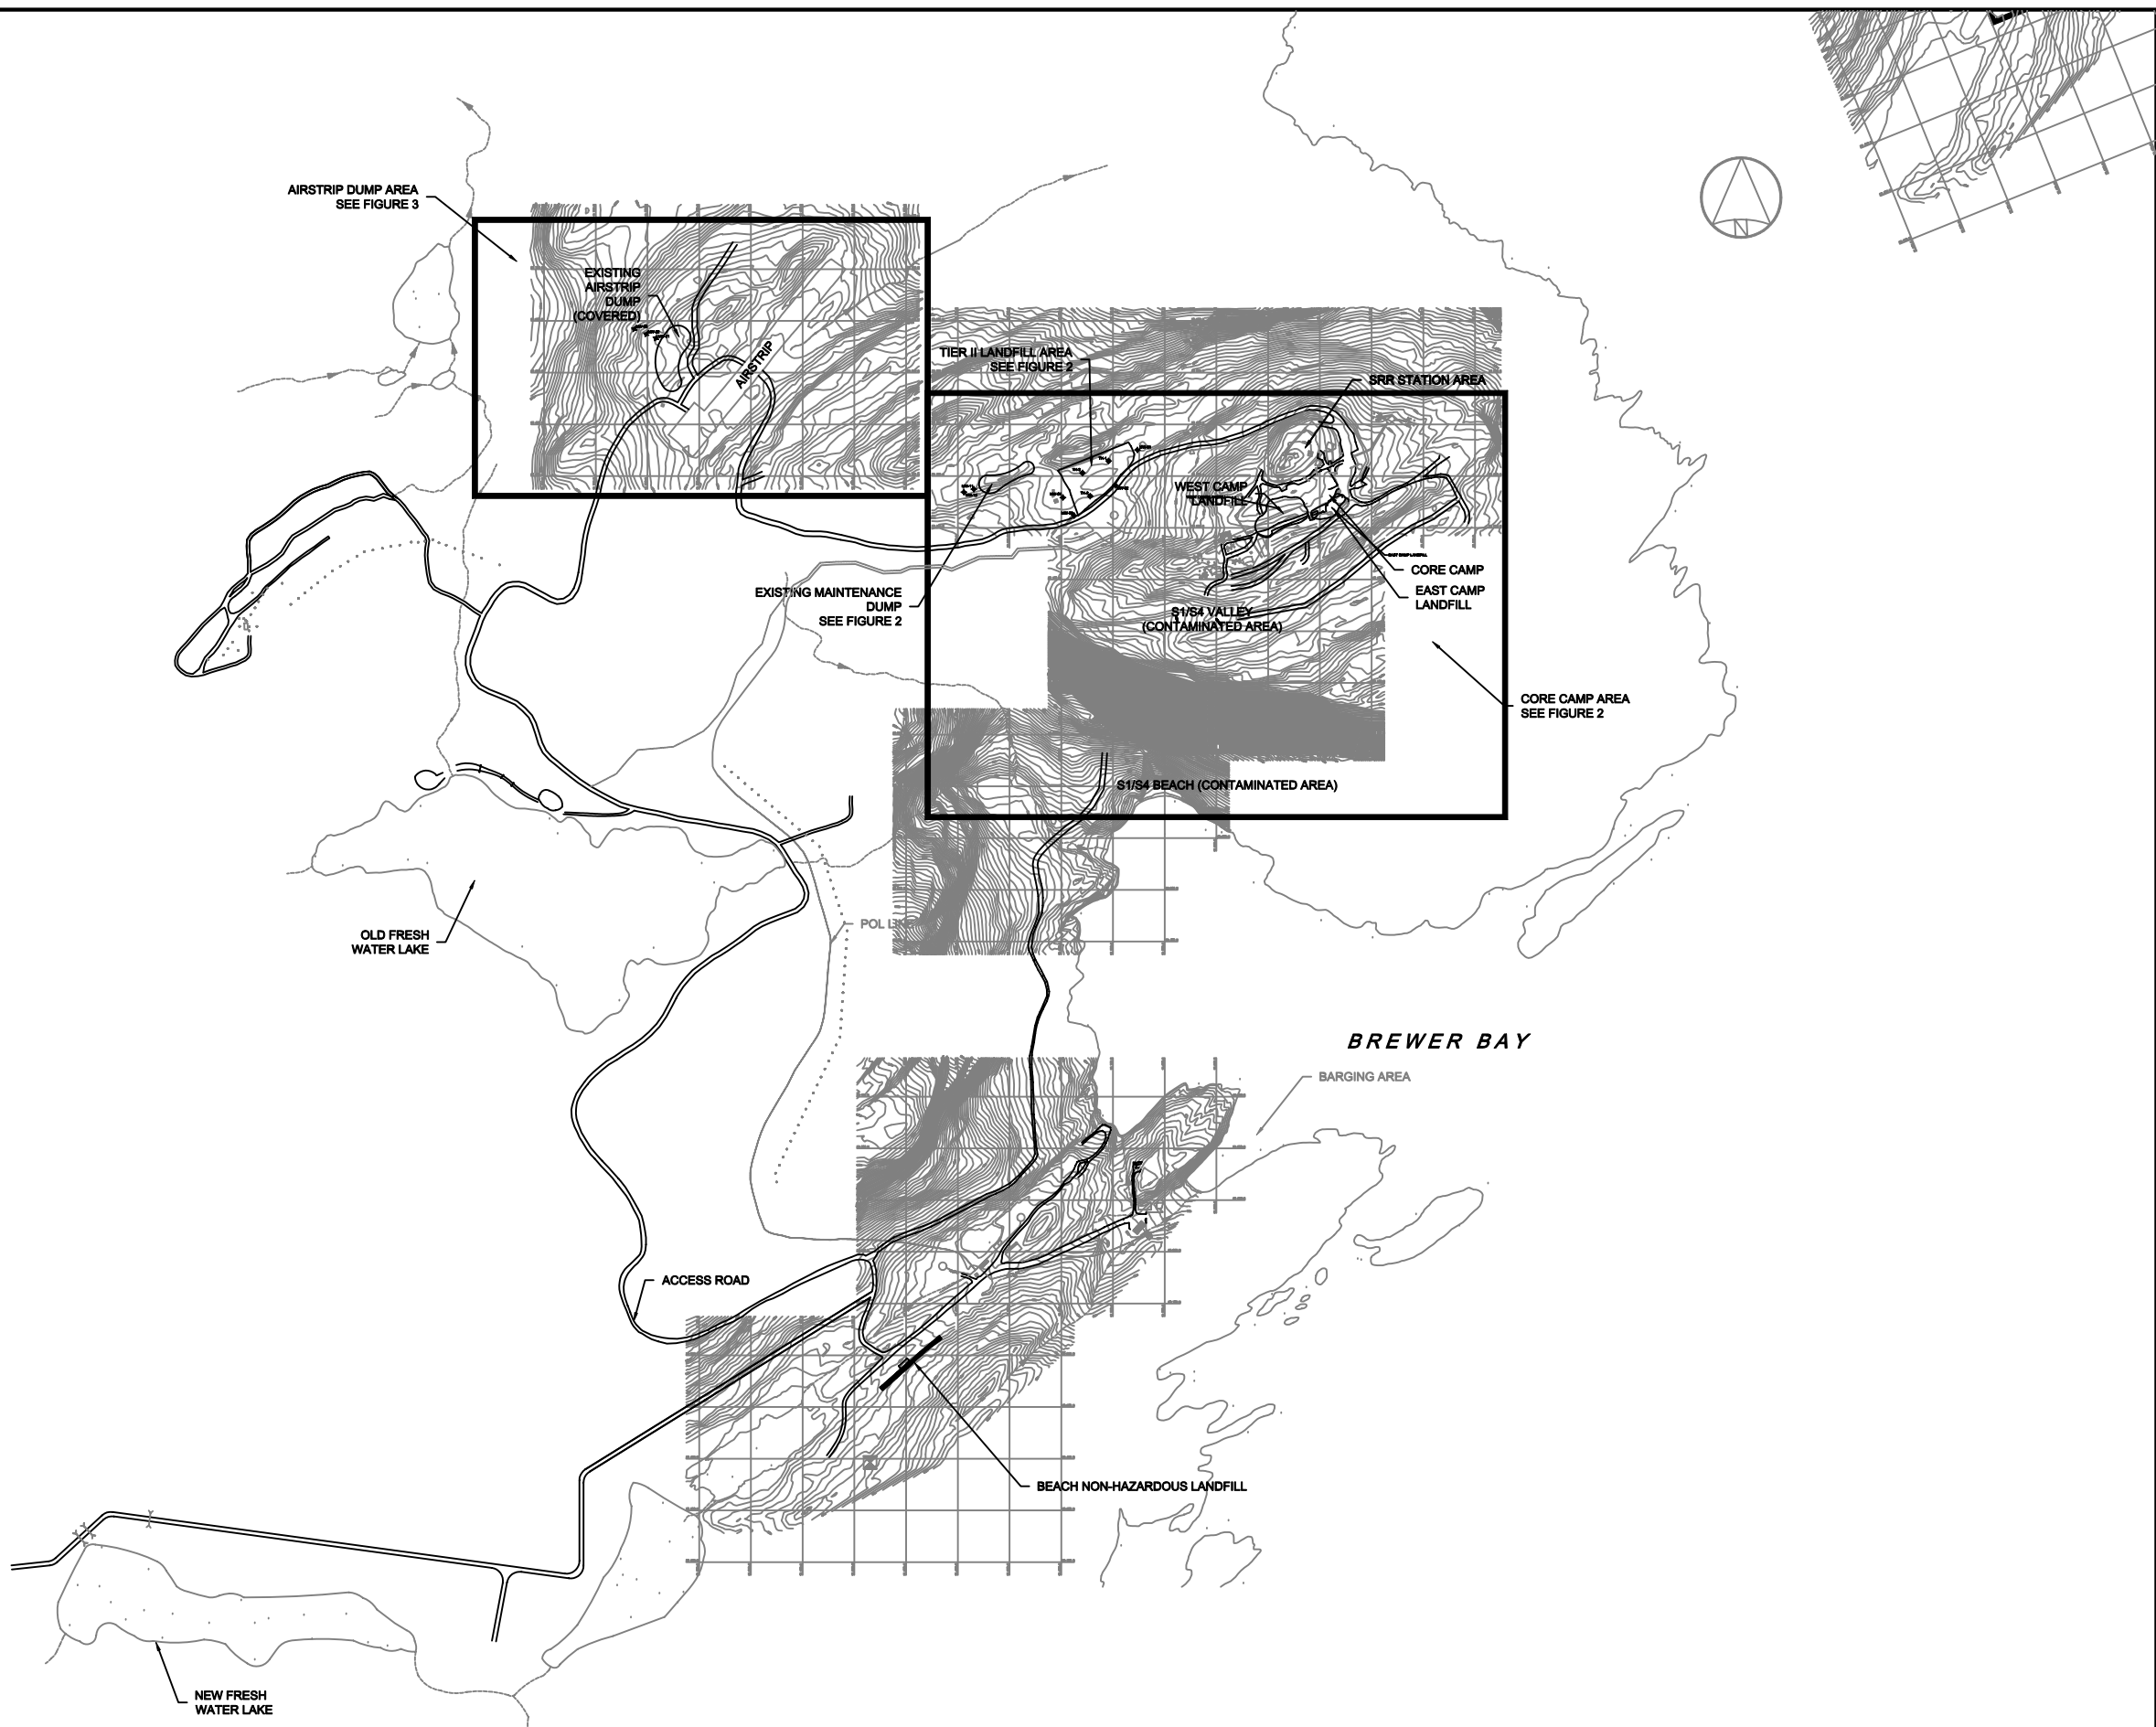 AIRSTRIP DUMP AREA
SEE FIGURE 3
N
EXISTING
AIRSTRIP
DUMP
(COVERED)
AIRSTRIP
TIER II LANDFILL AREA
SEE FIGURE 2
SRR STATION AREA
WEST CAMP
LANDFILL
CORE CAMP
EAST CAMP
LANDFILL
EXISTING MAINTENANCE
DUMP
SEE FIGURE 2
S1/S4 VALLEY
(CONTAMINATED AREA)
CORE CAMP AREA
SEE FIGURE 2
S1/S4 BEACH (CONTAMINATED AREA)
OLD FRESH
WATER LAKE
POL
BREWER BAY
BARGING AREA
ACCESS ROAD
BEACH NON-HAZARDOUS LANDFILL
NEW FRESH
WATER LAKE